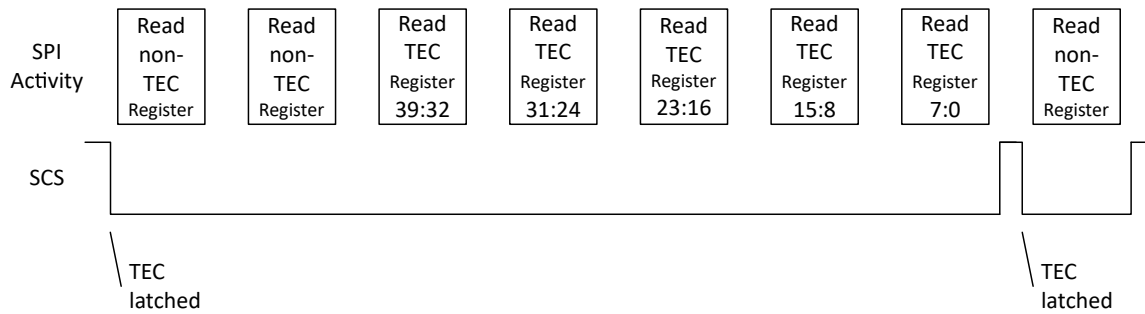 SPI
Activity
Read
non-
TEC
Register
Read
non-
TEC
Register
Read
TEC
Register
39:32
Read
TEC
Register
31:24
Read
TEC
Register
23:16
Read
TEC
Register
15:8
Read
TEC
Register
7:0
Read
non-
TEC
Register
SCS
TEC
latched
TEC
latched